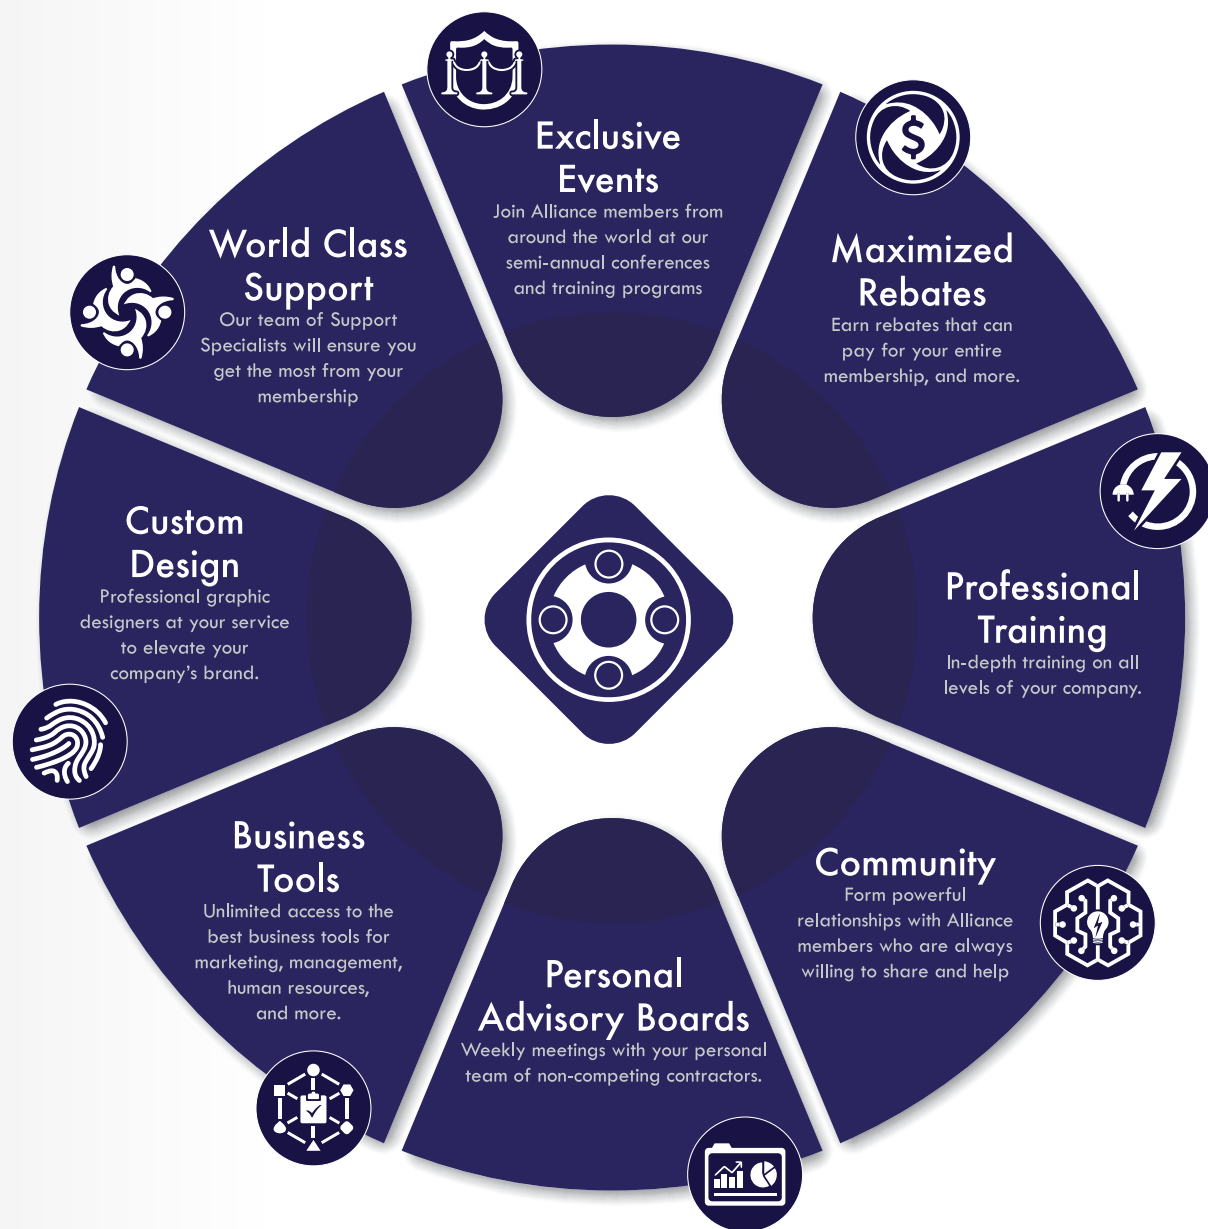 Exclusive
Events
Join Alliance members from
around the world at our
semi-annual conferences
and training programs
Maximized
Rebates
Earn rebates that can
pay for your entire
membership, and more.
Professional
Training
In-depth training on all
levels of your company.
Community
Form powerful
relationships with Alliance
members who are always
willing to share and help
Personal
Advisory Boards
Weekly meetings with your personal
team of non-competing contractors.
Business
Tools
Unlimited access to the
best business tools for
marketing, management,
human resources,
and more.
Custom
Design
Professional graphic
designers at your service
to elevate your
company’s brand.
World Class
Support
Our team of Support
Specialists will ensure you
get the most from your
membership
$